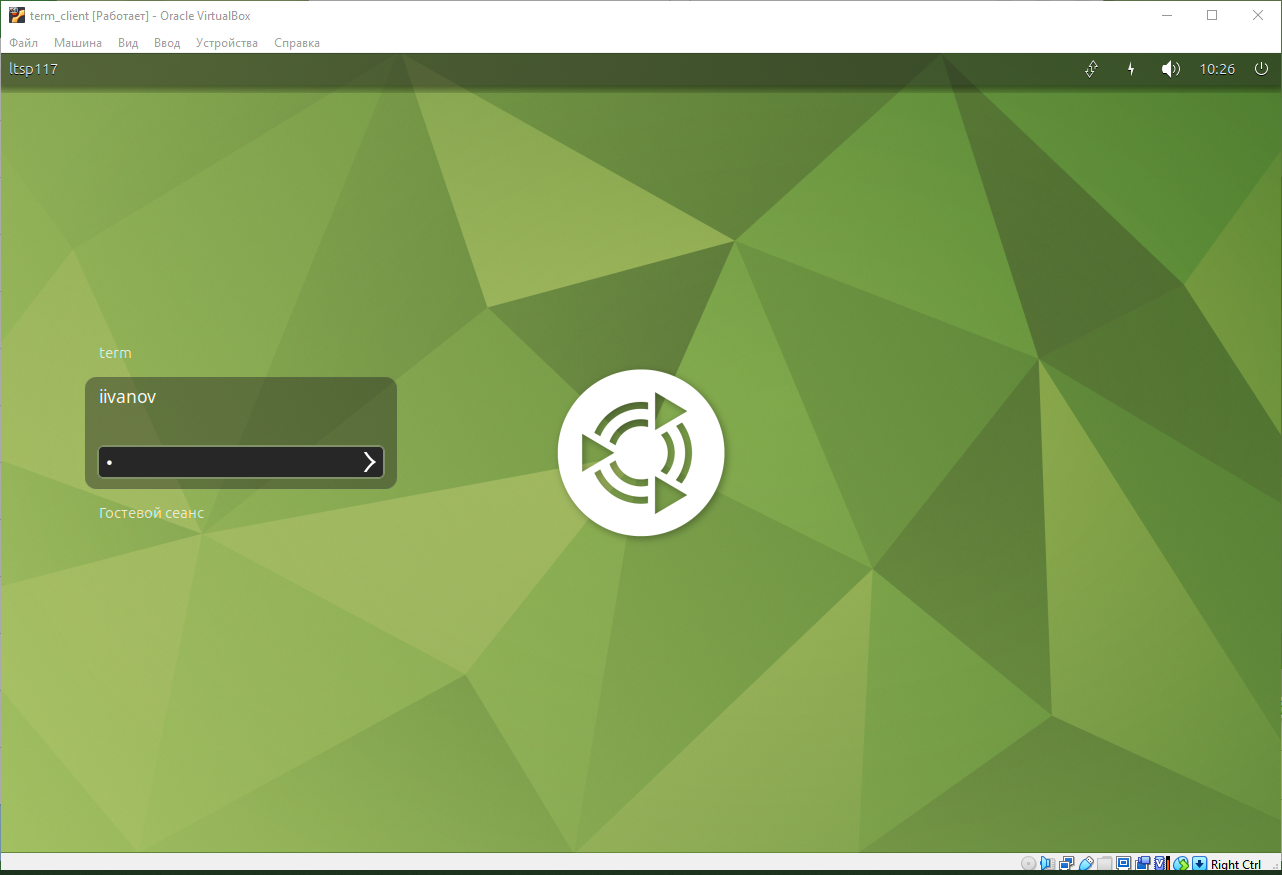 term_client [Работает] - Oracle VirtualBox
Файл Машина Вид Ввод Устройства Справка
ltsp117 10:26
term
iivanov
Гостевой сеанс
Right Ctrl